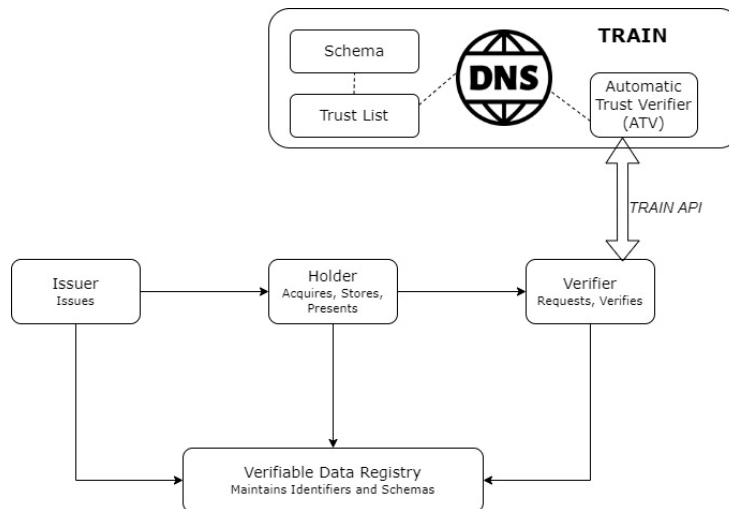 TRAIN
Schema
DNS
Trust List
Automatic
Trust Verifier
(ATV)
TRAIN API
Issuer
Issues
Holder
Acquires, Stores,
Presents
Verifier
Requests, Verifies
Verifiable Data Registry
Maintains Identifiers and Schemas